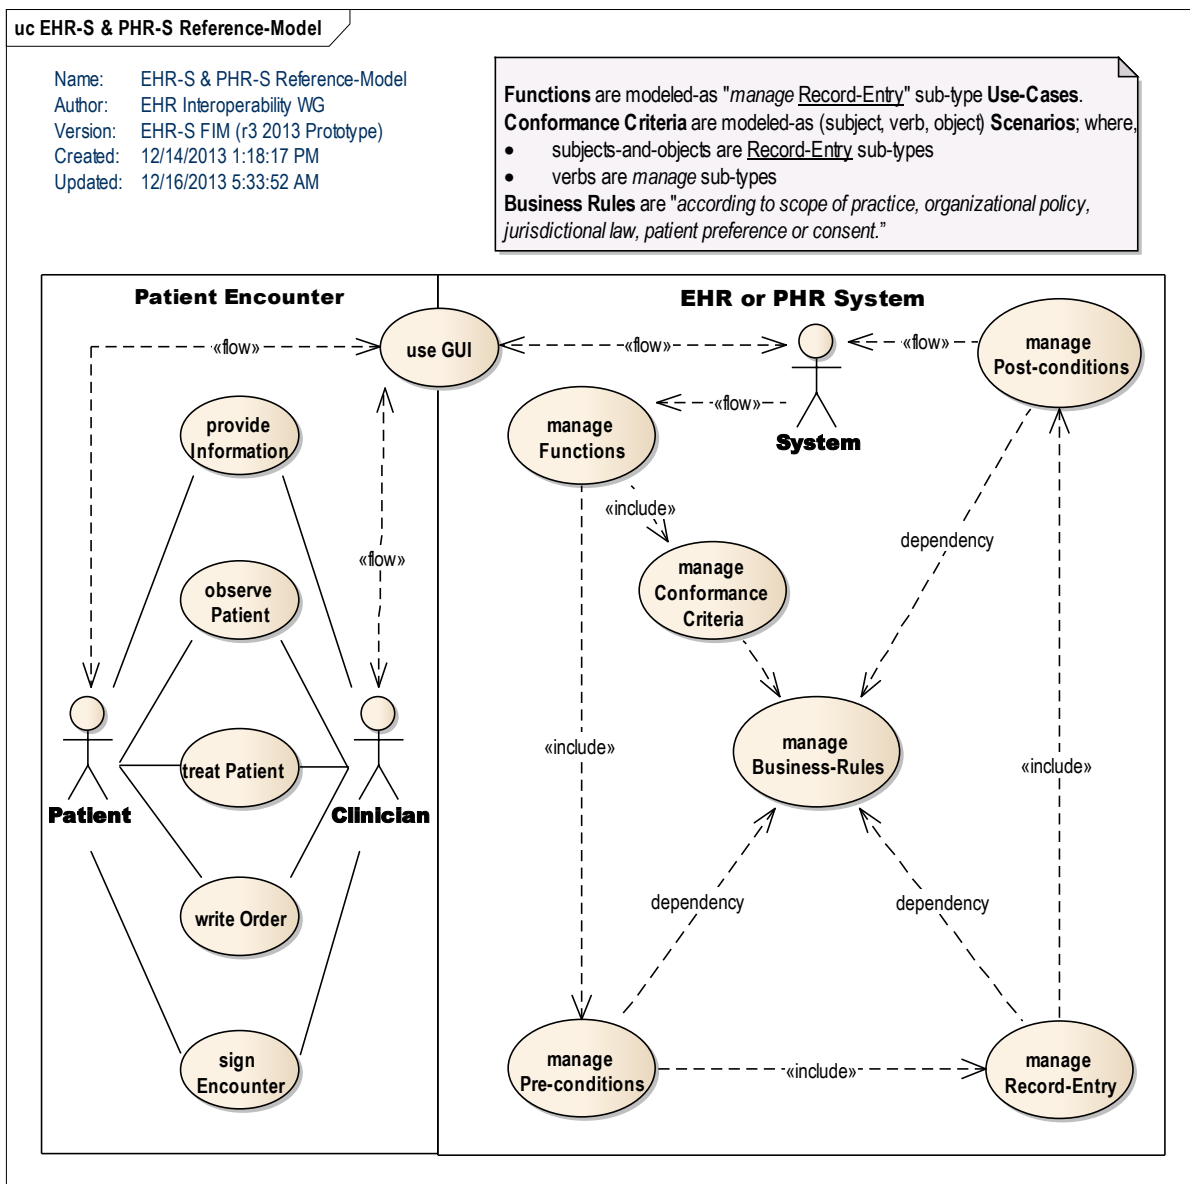 uc EHR-S & PHR-S Reference-Model
Name: EHR-S & PHR-S Reference-Model
Author: EHR Interoperability WG
Version: EHR-S FIM (r3 2013 Prototype)
Created: 12/14/2013 1:18:17 PM
Updated: 12/16/2013 5:33:52 AM
Functions are modeled-as "manage Record-Entry" sub-type Use-Cases.
Conformance Criteria are modeled-as (subject, verb, object) Scenarios; where,
• subjects-and-objects are Record-Entry sub-types
• verbs are manage sub-types
Business Rules are "according to scope of practice, organizational policy,
jurisdictional law, patient preference or consent."
Patient Encounter
EHR or PHR System
«flow»
use GUI
«flow»
«flow»
manage
Post-conditions
«flow»
System
provide
Information
manage
Functions
«include»
dependency
«flow»
observe
Patient
manage
Conformance
Criteria
Patient
treat Patient
Clinician
«include»
manage
Business-Rules
«include»
write Order
dependency
dependency
sign
Encounter
manage
Pre-conditions
«include»
manage
Record-Entry